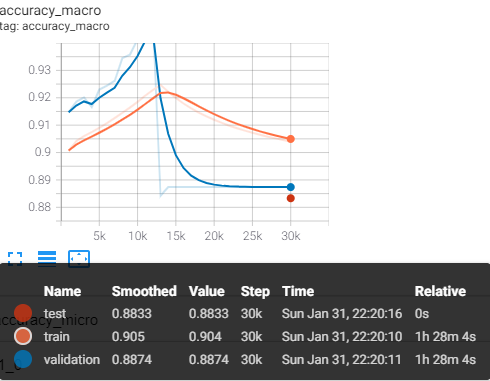 accuracy_macro
tag: accuracy_macro
0.93
0.92
0.91
0.9
0.89
0.88
5k 10k 15k 20k 25k 30k
Name Smoothed Value Step Time Relative
test 0.8833 0.8833 30k Sun Jan 31, 22:20:16 0s
accuracy_micro
train 0.905 0.904 30k Sun Jan 31, 22:20:10 1h 28m 4s
validation 0.8874 0.8874 30k Sun Jan 31, 22:20:11 1h 28m 4s